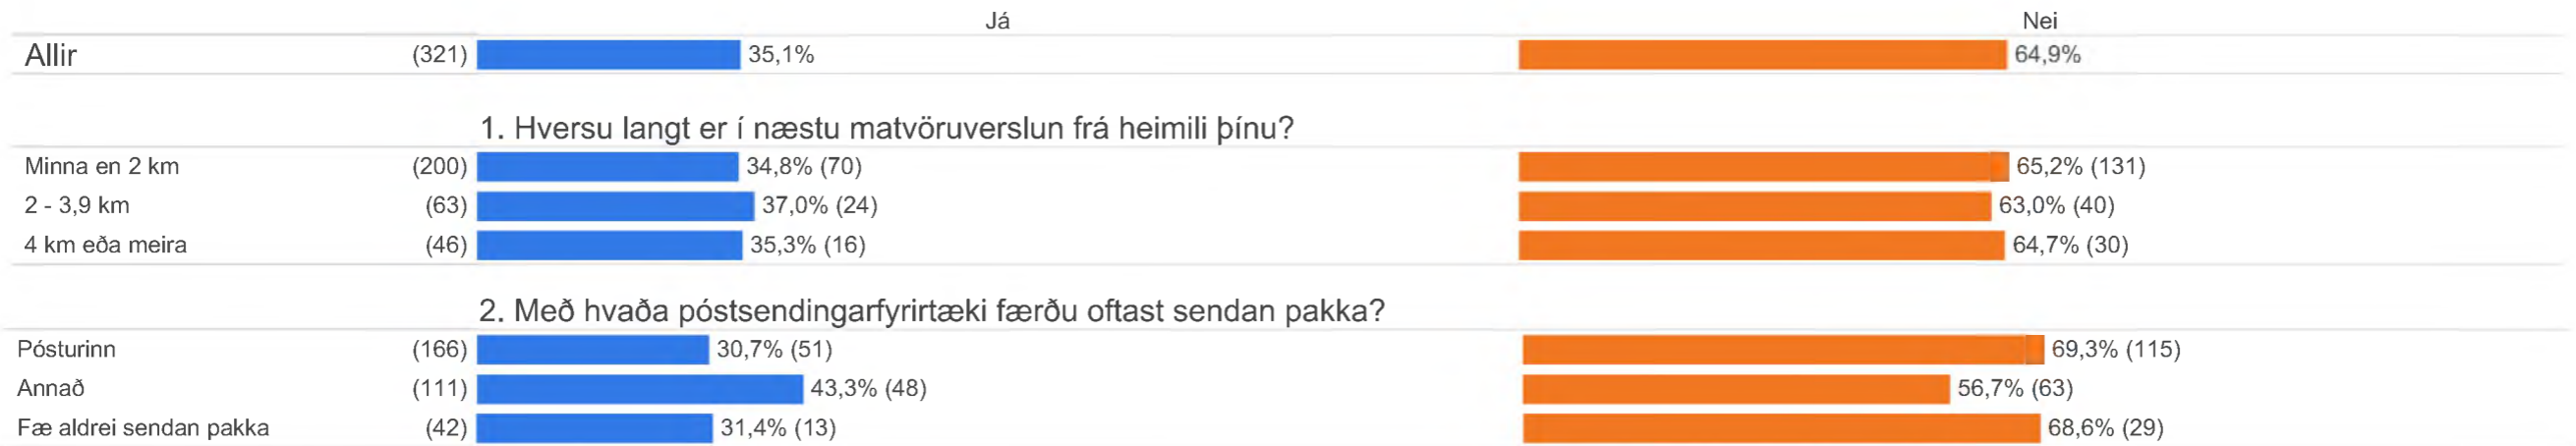 Já Nei
Allir (321) 35,1% 64,9%
1. Hversu langt er í næstu matvöruverslun frá heimili þínu?
Minna en 2 km (200) 34,8% (70) 65,2% (131)
2 - 3,9 km (63) 37,0% (24) 63,0% (40)
4 km eða meira (46) 35,3% (16) 64,7% (30)
2. Með hvaða póstsendingarfyrirtæki færðu oftast sendan pakka?
Pósturinn (166) 30,7% (51) 69,3% (115)
Annað (111) 43,3% (48) 56,7% (63)
Fæ aldrei sendan pakka (42) 31,4% (13) 68,6% (29)